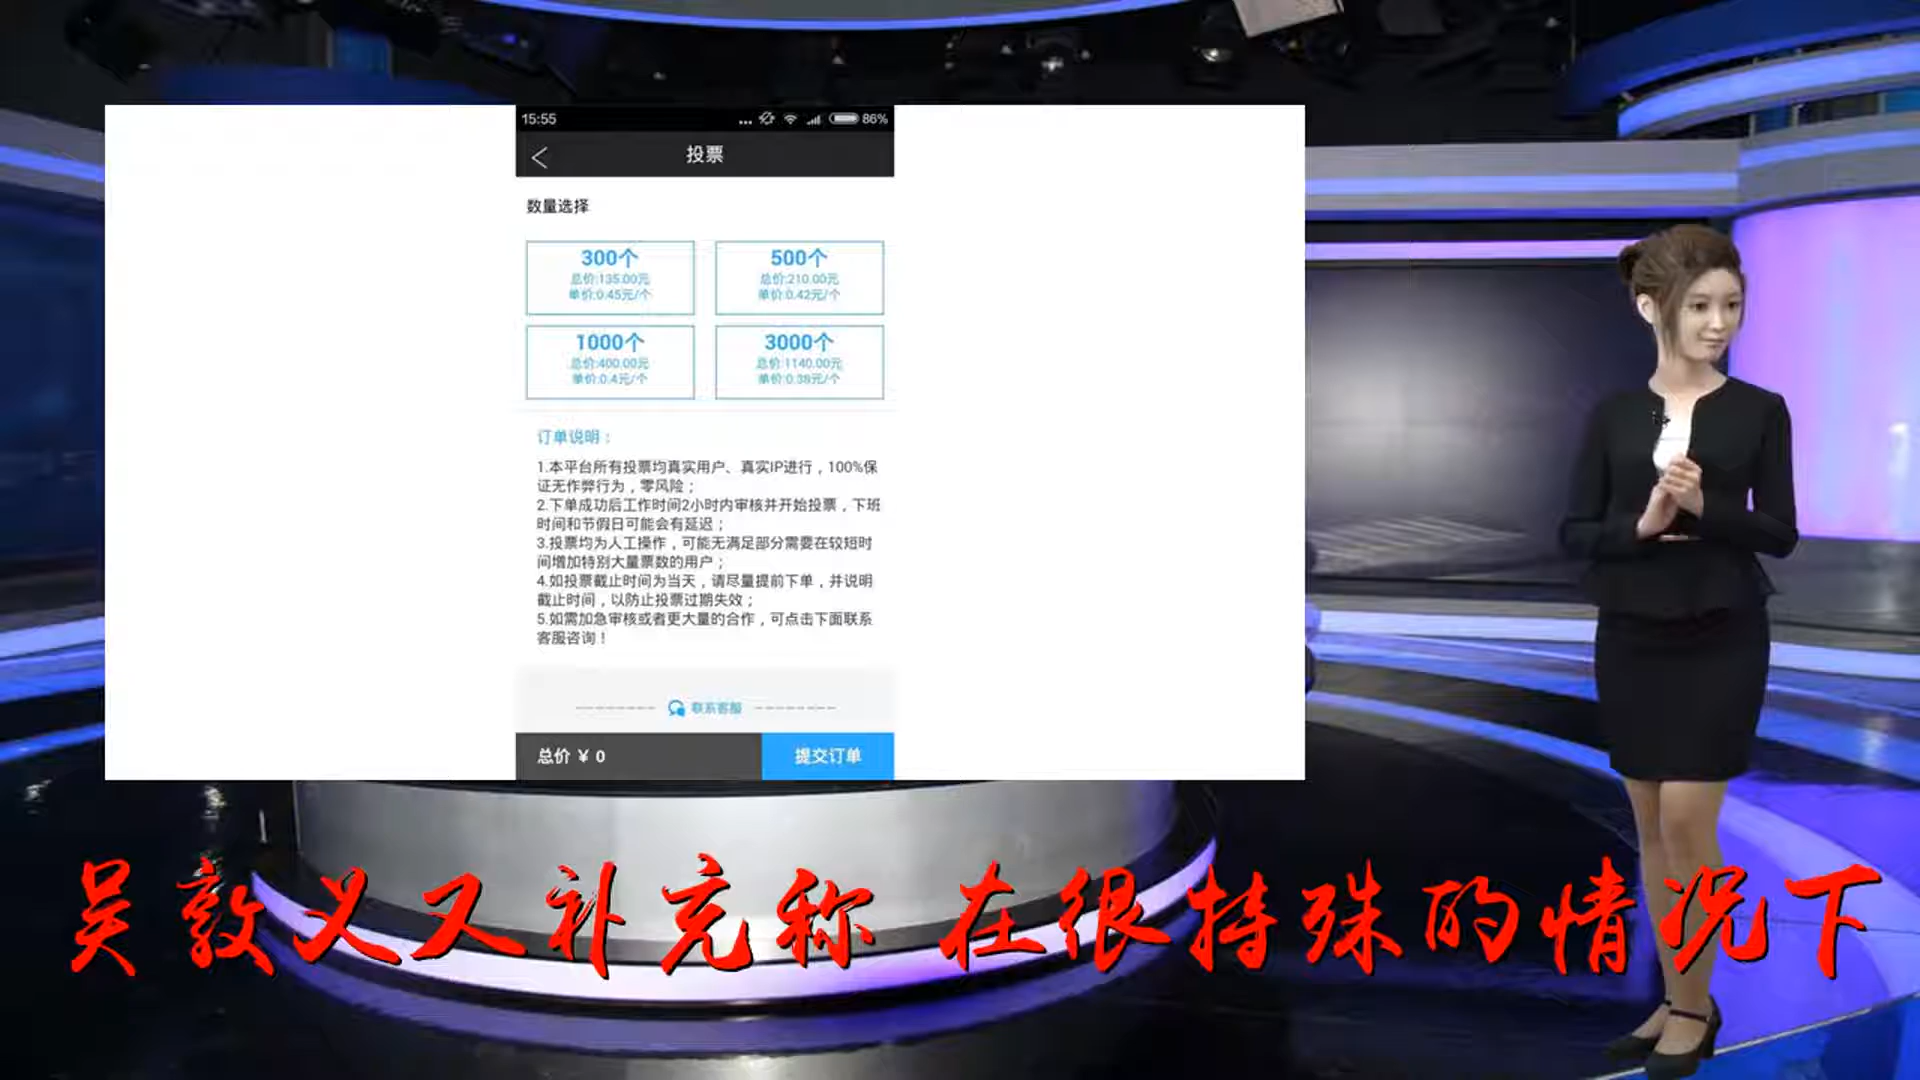 15:55
86%
投票
数量选择
300个
总价:135.00元
单价:0.45元/个
500个
总价:210.00元
单价:0.42元/个
1000个
总价:400.00元
单价:0.4元/个
3000个
总价:1140.00元
单价:0.38元/个
订单说明：
1.本平台所有投票均真实用户、真实IP进行，100%保
证无作弊行为，零风险；
2.下单成功后工作时间2小时内审核并开始投票，下班
时间和节假日可能会有延迟；
3.投票均为人工操作，可能无满足部分需要在较短时
间增加特别大量票数的用户；
4.如投票截止时间为当天，请尽量提前下单，并说明
截止时间，以防止投票过期失效；
5.如需加急审核或者更大量的合作，可点击下面联系
客服咨询！
联系客服
总价 ¥ 0
提交订单
吴敦义又补充称 在很特殊的情况下